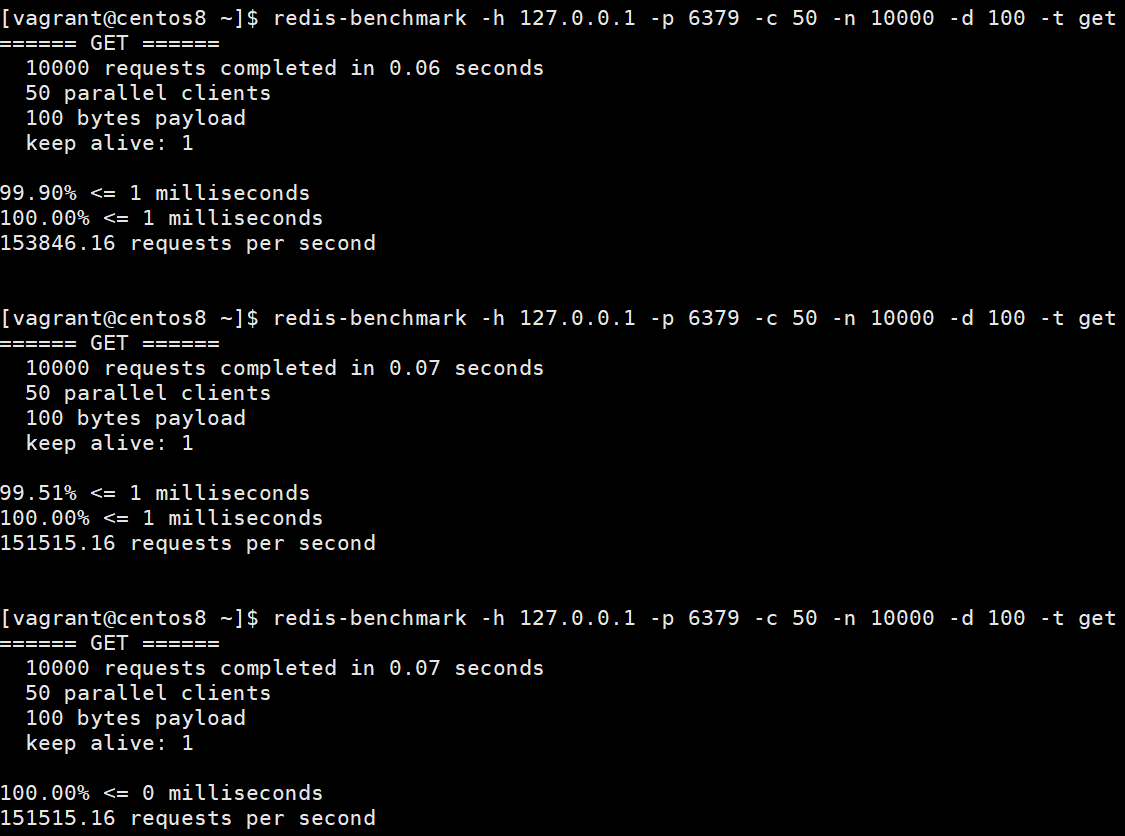 [vagrant@centos8 ~]$ redis-benchmark -h 127.0.0.1 -p 6379 -c 50 -n 10000 -d 100 -t get
====== GET ======
  10000 requests completed in 0.06 seconds
  50 parallel clients
  100 bytes payload
  keep alive: 1

99.90% <= 1 milliseconds
100.00% <= 1 milliseconds
153846.16 requests per second


[vagrant@centos8 ~]$ redis-benchmark -h 127.0.0.1 -p 6379 -c 50 -n 10000 -d 100 -t get
====== GET ======
  10000 requests completed in 0.07 seconds
  50 parallel clients
  100 bytes payload
  keep alive: 1

99.51% <= 1 milliseconds
100.00% <= 1 milliseconds
151515.16 requests per second


[vagrant@centos8 ~]$ redis-benchmark -h 127.0.0.1 -p 6379 -c 50 -n 10000 -d 100 -t get
====== GET ======
  10000 requests completed in 0.07 seconds
  50 parallel clients
  100 bytes payload
  keep alive: 1

100.00% <= 0 milliseconds
151515.16 requests per second